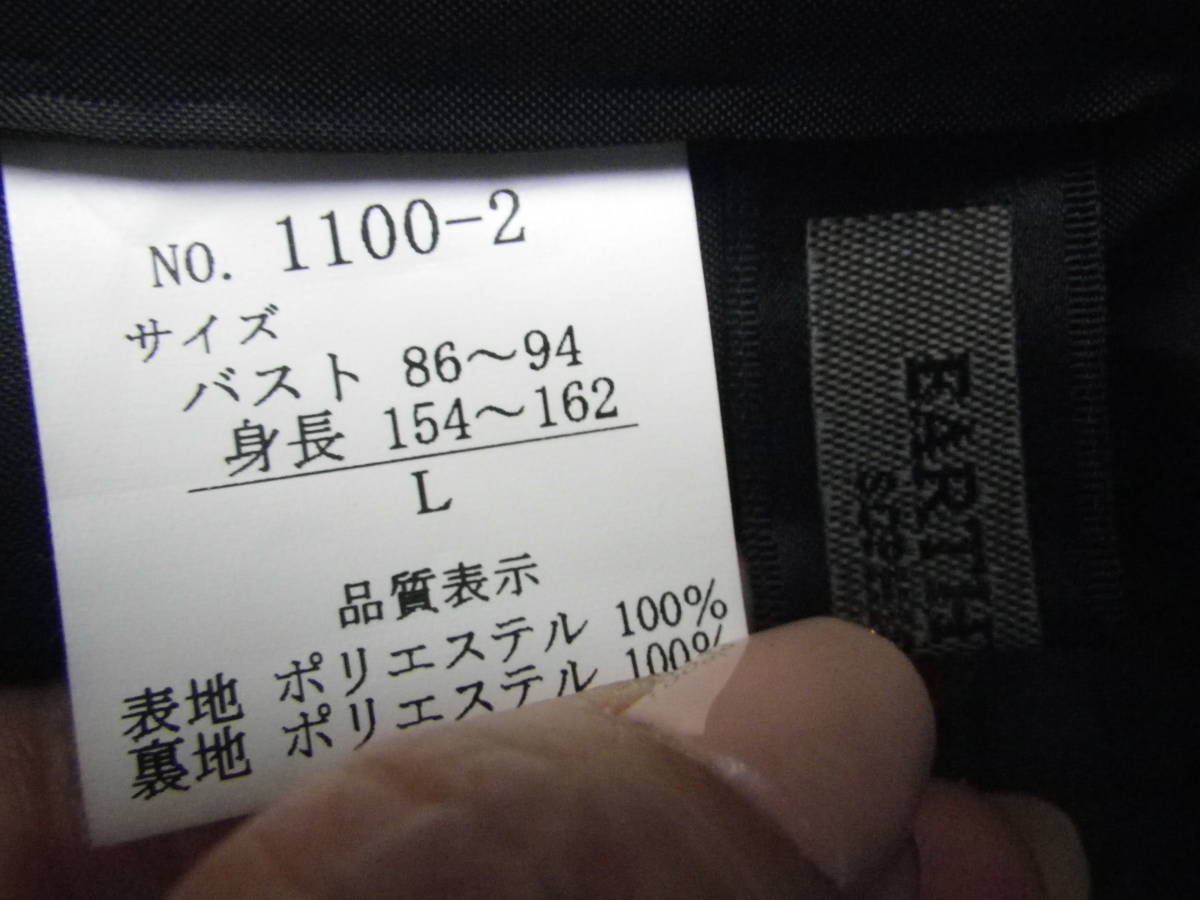 NO. 1100-2
サイズ
バスト 86～94
身長 154～162
L
品質表示
表地 ポリエステル 100%
裏地 ポリエステル 100%
EARTH